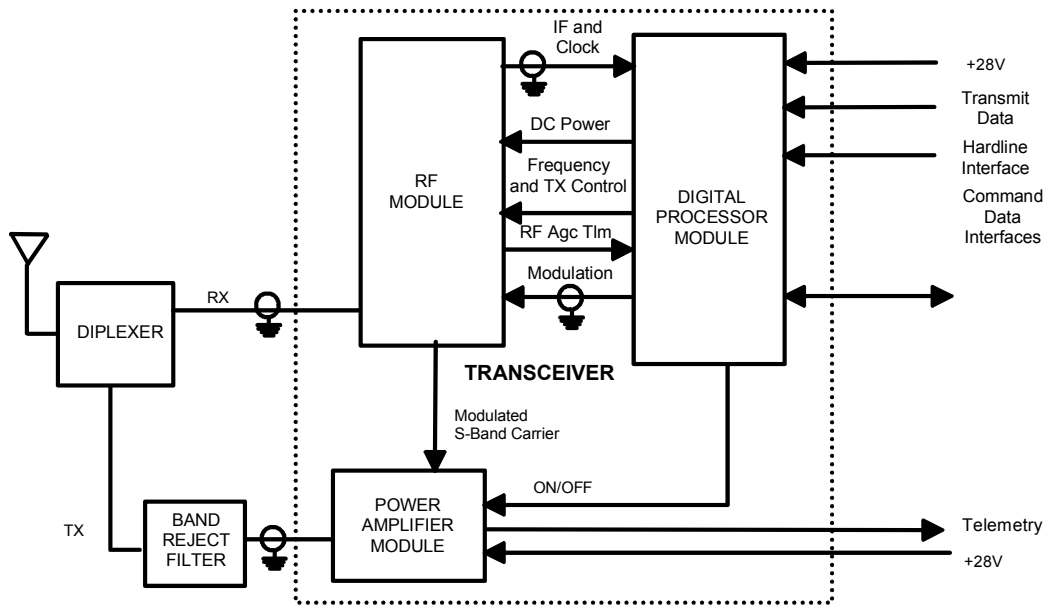 IF and
Clock
+28V
Transmit
Data
DC Power
Hardline
Interface
RF
MODULE
Frequency
and TX Control
DIGITAL
PROCESSOR
MODULE
Command
Data
Interfaces
RF Agc Tlm
Modulation
RX
DIPLEXER
TRANSCEIVER
Modulated
S-Band Carrier
ON/OFF
POWER
AMPLIFIER
MODULE
TX
BAND
REJECT
FILTER
Telemetry
+28V